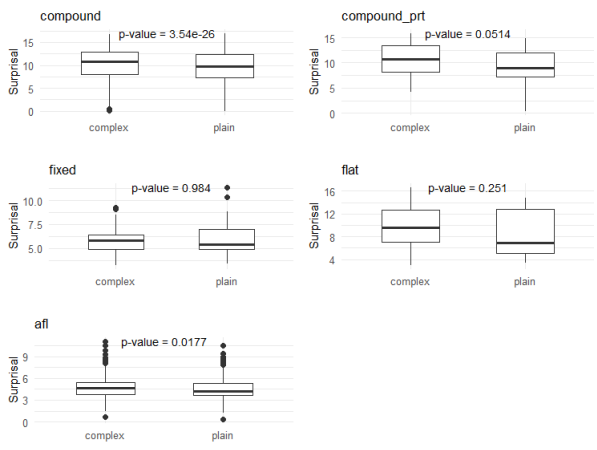 compound
p-value = 3.54e-26
Surprisal
15
10
5
0
complex plain
compound_prt
p-value = 0.0514
Surprisal
15
10
5
0
complex plain
fixed
p-value = 0.984
Surprisal
10.0
7.5
5.0
complex plain
flat
p-value = 0.251
Surprisal
16
12
8
4
complex plain
afl
p-value = 0.0177
Surprisal
9
6
3
0
complex plain